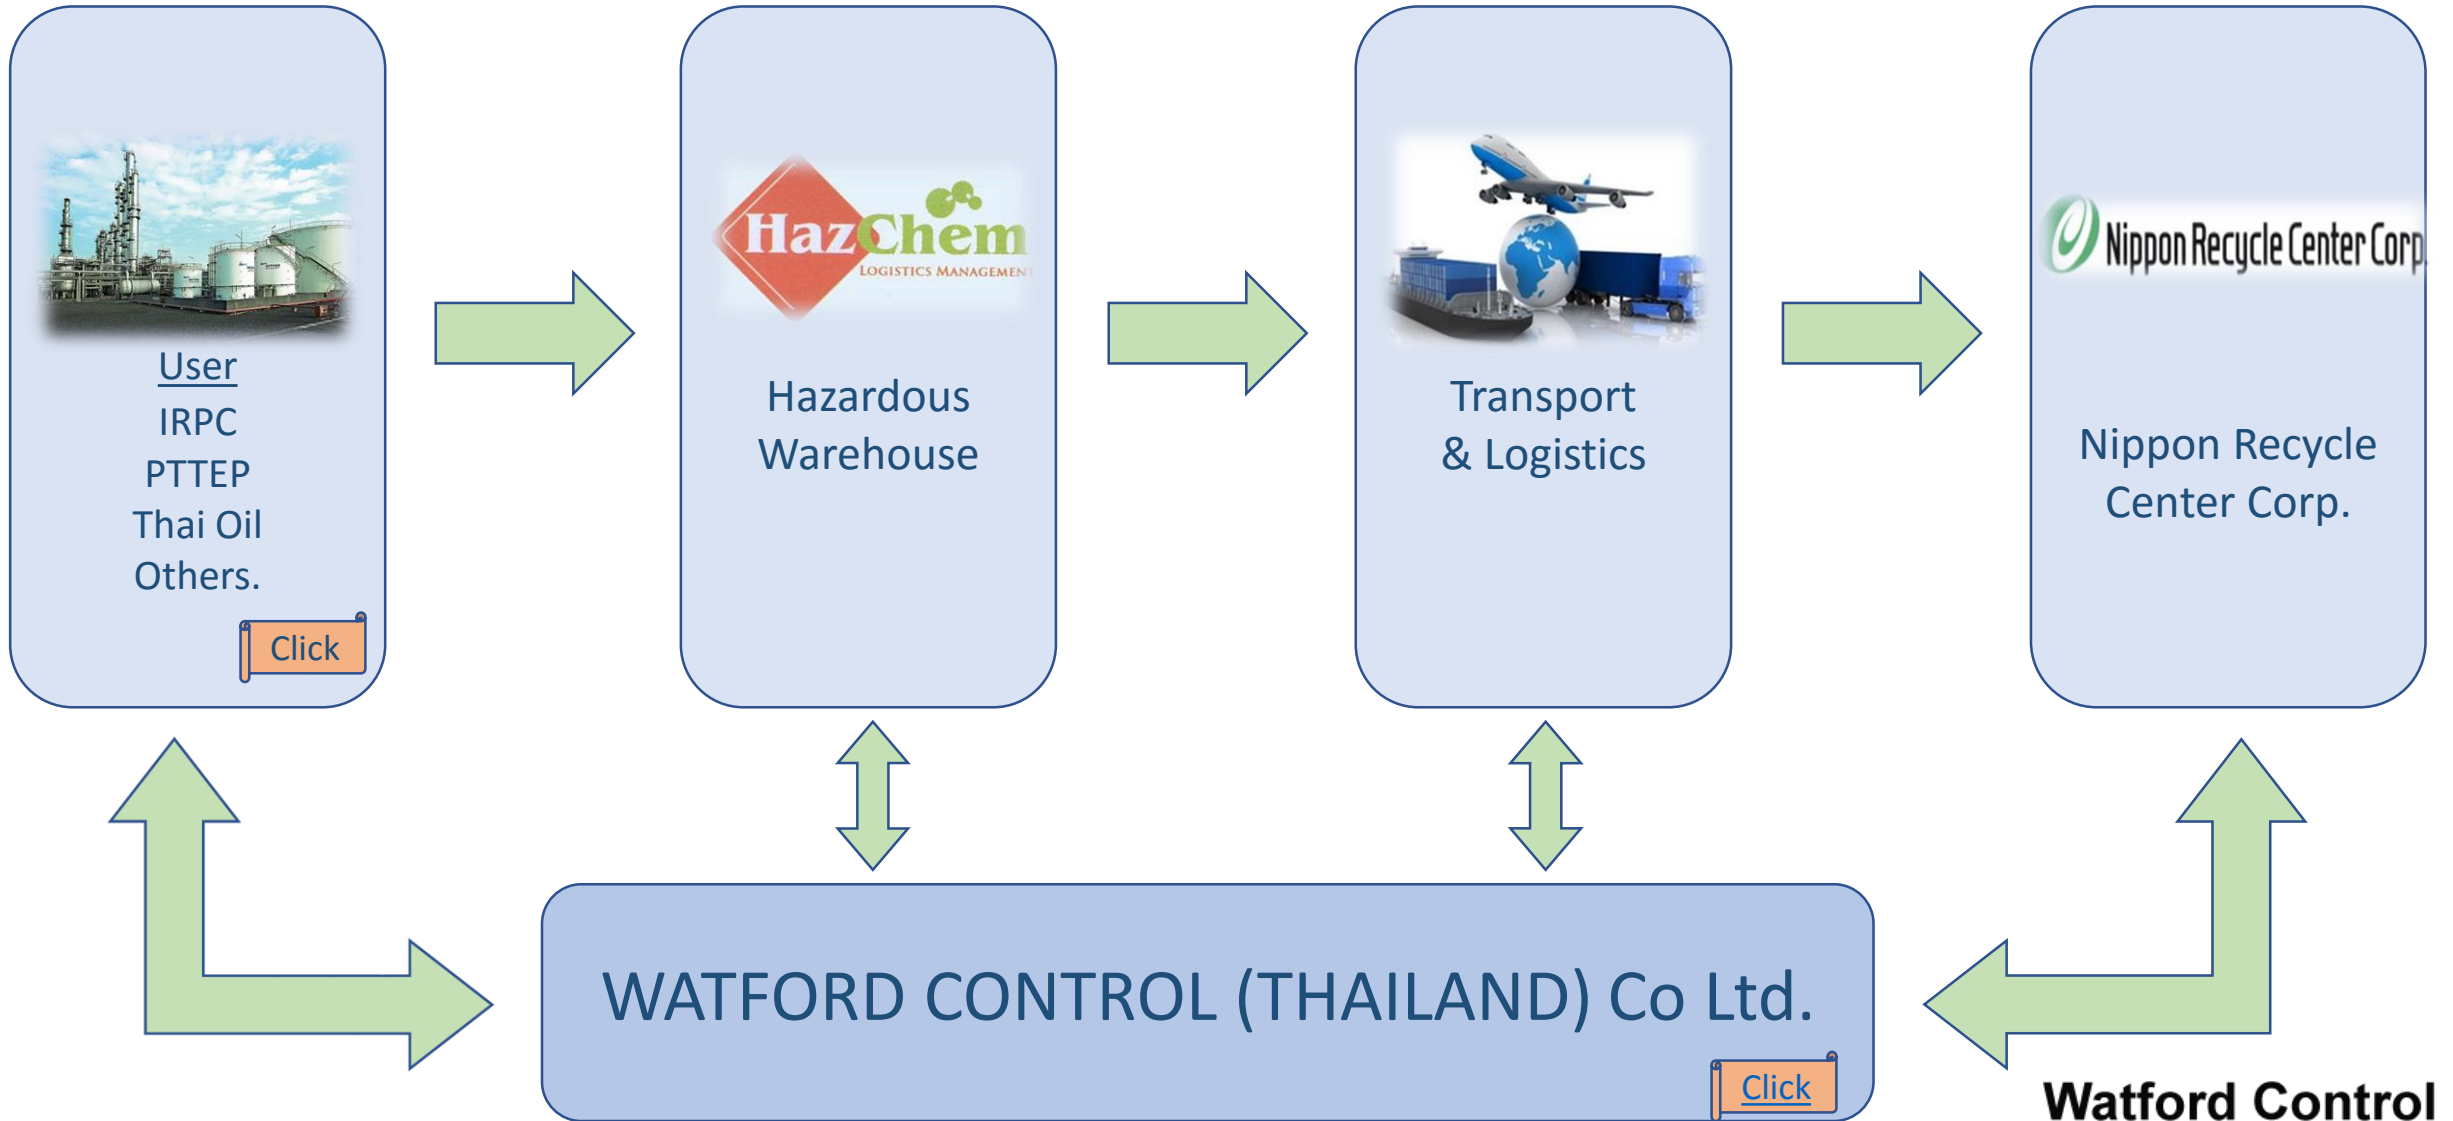 User
IRPC
PTTEP
Thai Oil
Others.
Click
HazChem
LOGISTICS MANAGEMENT
Hazardous
Warehouse
Transport
& Logistics
Nippon Recycle Center Corp.
Nippon Recycle
Center Corp.
WATFORD CONTROL (THAILAND) Co Ltd.
Click
Watford Control